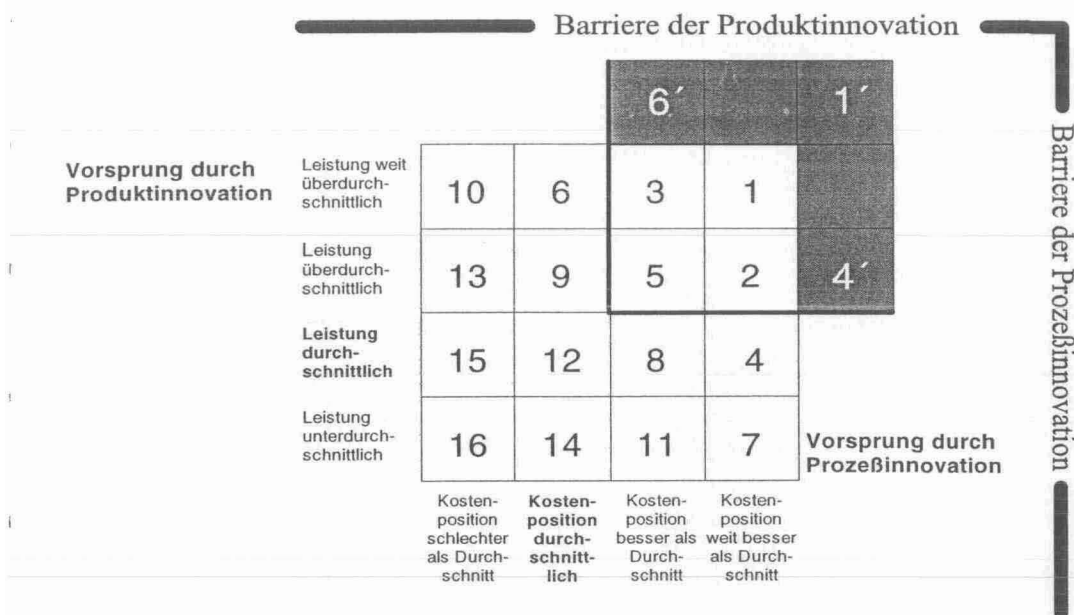 Barriere der Produktinnovation
6´ 1´
Vorsprung durch
Produktinnovation
Leistung weit
überdurch-
schnittlich
10 6 3 1
Leistung
überdurch-
schnittlich
13 9 5 2 4´
Leistung
durch-
schnittlich
15 12 8 4
Leistung
unterdurch-
schnittlich
16 14 11 7
Vorsprung durch
Prozeßinnovation
Kosten-
position
schlechter
als Durch-
schnitt
Kosten-
position
durch-
schnitt-
lich
Kosten-
position
besser als
Durch-
schnitt
Kosten-
position
weit besser
als Durch-
schnitt
Barriere der Prozeßinnovation